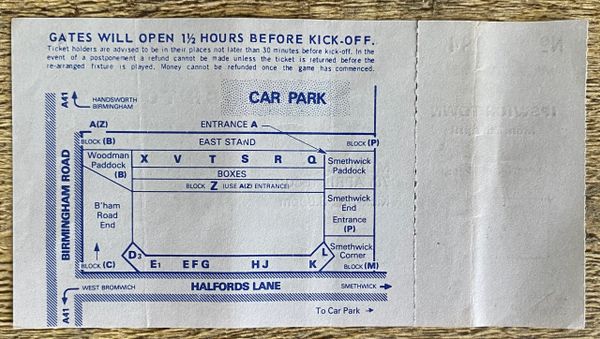 GATES WILL OPEN 1½ HOURS BEFORE KICK-OFF.
Ticket holders are advised to be in their places not later than 30 minutes before kick-off. In the
event of a postponement a refund cannot be made unless the ticket is returned before the
re-arranged fixture is played. Money cannot be refunded once the game has commenced.
A41
HANDSWORTH
BIRMINGHAM
CAR PARK
A(Z)
ENTRANCE A
BLOCK (B)
EAST STAND
BLOCK (P)
Woodman
Paddock
(B)
X V T S R Q
BOXES
BLOCK Z (USE A(Z) ENTRANCE)
Smethwick
Paddock
BIRMINGHAM ROAD
B'ham
Road
End
Smethwick
End
Entrance
(P)
Smethwick
Corner
BLOCK (C)
D3
E1 E F G H J K
L
BLOCK (M)
A41
WEST BROMWICH
HALFORDS LANE
SMETHWICK
To Car Park